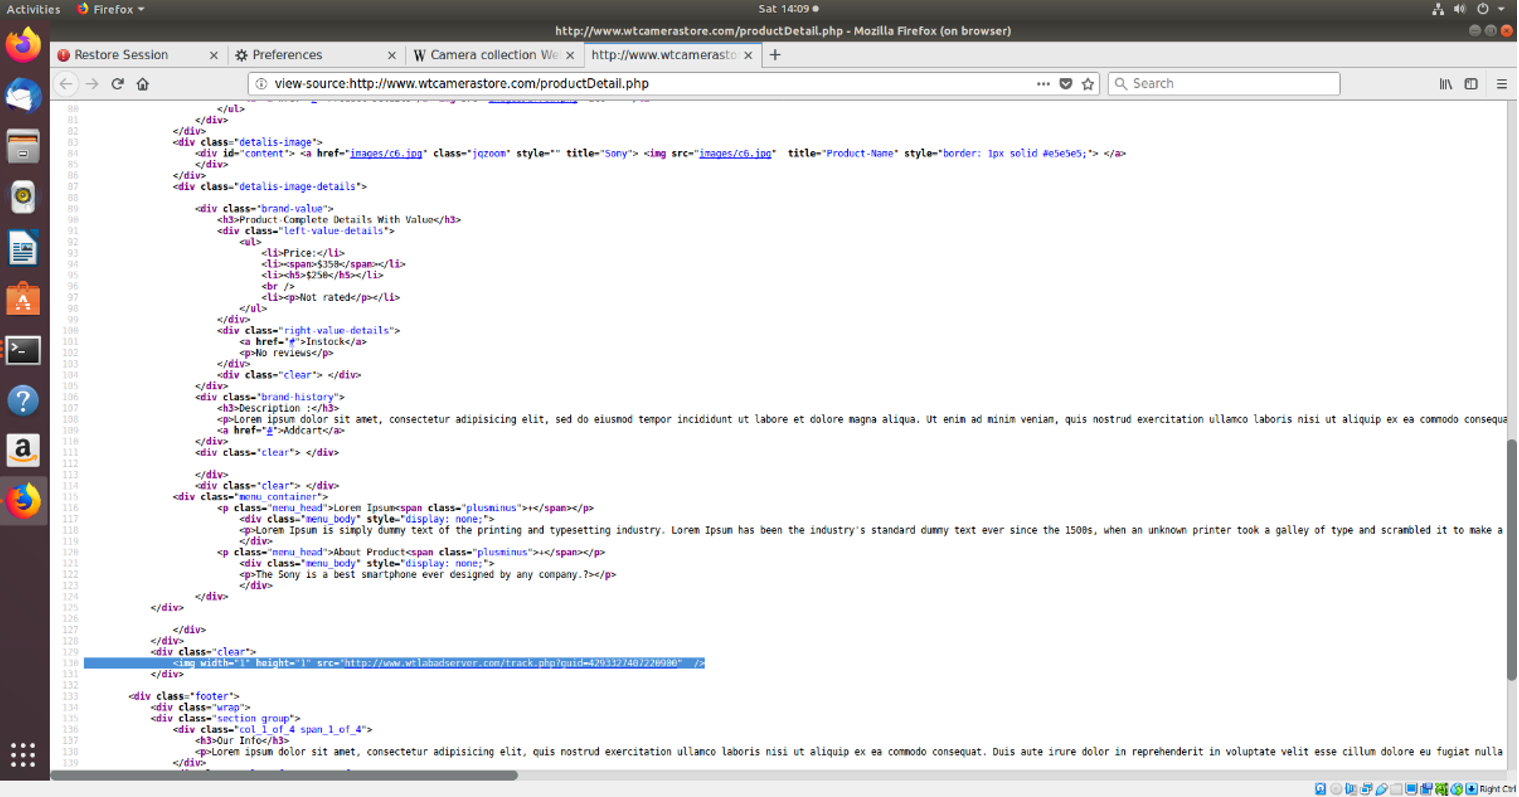 Activities Firefox Sat 14:09
http://www.wtcamerastore.com/productDetail.php - Mozilla Firefox (on browser)
Restore Session Preferences Camera collection We http://www.wtcamerasto
view-source:http://www.wtcamerastore.com/productDetail.php Search
80 </ul>
81 </div>
82 </div>
83 <div class="detalis-image">
84 <div id="content"> <a href="images/c6.jpg" class="jqzoom" style="" title="Sony"> <img src="images/c6.jpg" title="Product-Name" style="border: 1px solid #e5e5e5;"> </a>
85 </div>
86 </div>
87 <div class="detalis-image-details">
88
89 <div class="brand-value">
90 <h3>Product-Complete Details With Value</h3>
91 <div class="left-value-details">
92 <ul>
93 <li>Price:</li>
94 <li><span>$350</span></li>
95 <li><h5>$250</h5></li>
96 <br />
97 <li><p>Not rated</p></li>
98 </ul>
99 </div>
100 <div class="right-value-details">
101 <a href="#">Instock</a>
102 <p>No reviews</p>
103 </div>
104 <div class="clear"> </div>
105 </div>
106 <div class="brand-history">
107 <h3>Description :</h3>
108 <p>Lorem ipsum dolor sit amet, consectetur adipisicing elit, sed do eiusmod tempor incididunt ut labore et dolore magna aliqua. Ut enim ad minim veniam, quis nostrud exercitation ullamco laboris nisi ut aliquip ex ea commodo consequa
109 <a href="#">Addcart</a>
110 </div>
111 <div class="clear"> </div>
112
113 </div>
114 <div class="clear"> </div>
115 <div class="menu_container">
116 <p class="menu_head">Lorem Ipsum<span class="plusminus">+</span></p>
117 <div class="menu_body" style="display: none;">
118 <p>Lorem Ipsum is simply dummy text of the printing and typesetting industry. Lorem Ipsum has been the industry's standard dummy text ever since the 1500s, when an unknown printer took a galley of type and scrambled it to make a
119 </div>
120 <p class="menu_head">About Product<span class="plusminus">+</span></p>
121 <div class="menu_body" style="display: none;">
122 <p>The Sony is a best smartphone ever designed by any company.?></p>
123 </div>
124 </div>
125 </div>
126
127 </div>
128 </div>
129 <div class="clear">
130 <img width="1" height="1" src="http://www.wtlabadserver.com/track.php?guid=4293327407220900" />
131 </div>
132
133 <div class="footer">
134 <div class="wrap">
135 <div class="section group">
136 <div class="col_1_of_4 span_1_of_4">
137 <h3>Our Info</h3>
138 <p>Lorem ipsum dolor sit amet, consectetur adipisicing elit, quis nostrud exercitation ullamco laboris nisi ut aliquip ex ea commodo consequat. Duis aute irure dolor in reprehenderit in voluptate velit esse cillum dolore eu fugiat nulla
139 </div>
Right Ctrl